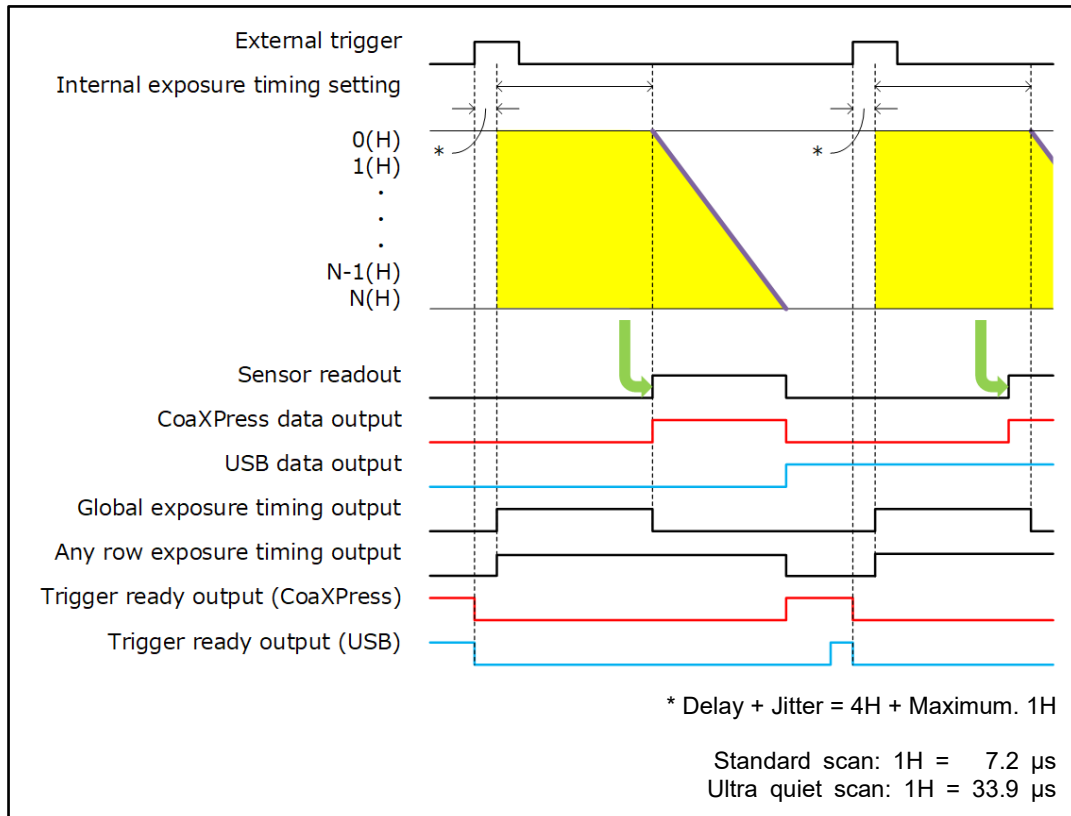 External trigger
Internal exposure timing setting
*
*
0(H)
1(H)
・
・
・
N-1(H)
N(H)
Sensor readout
CoaXPress data output
USB data output
Global exposure timing output
Any row exposure timing output
Trigger ready output (CoaXPress)
Trigger ready output (USB)
* Delay + Jitter = 4H + Maximum. 1H
Standard scan: 1H = 7.2 μs
Ultra quiet scan: 1H = 33.9 μs